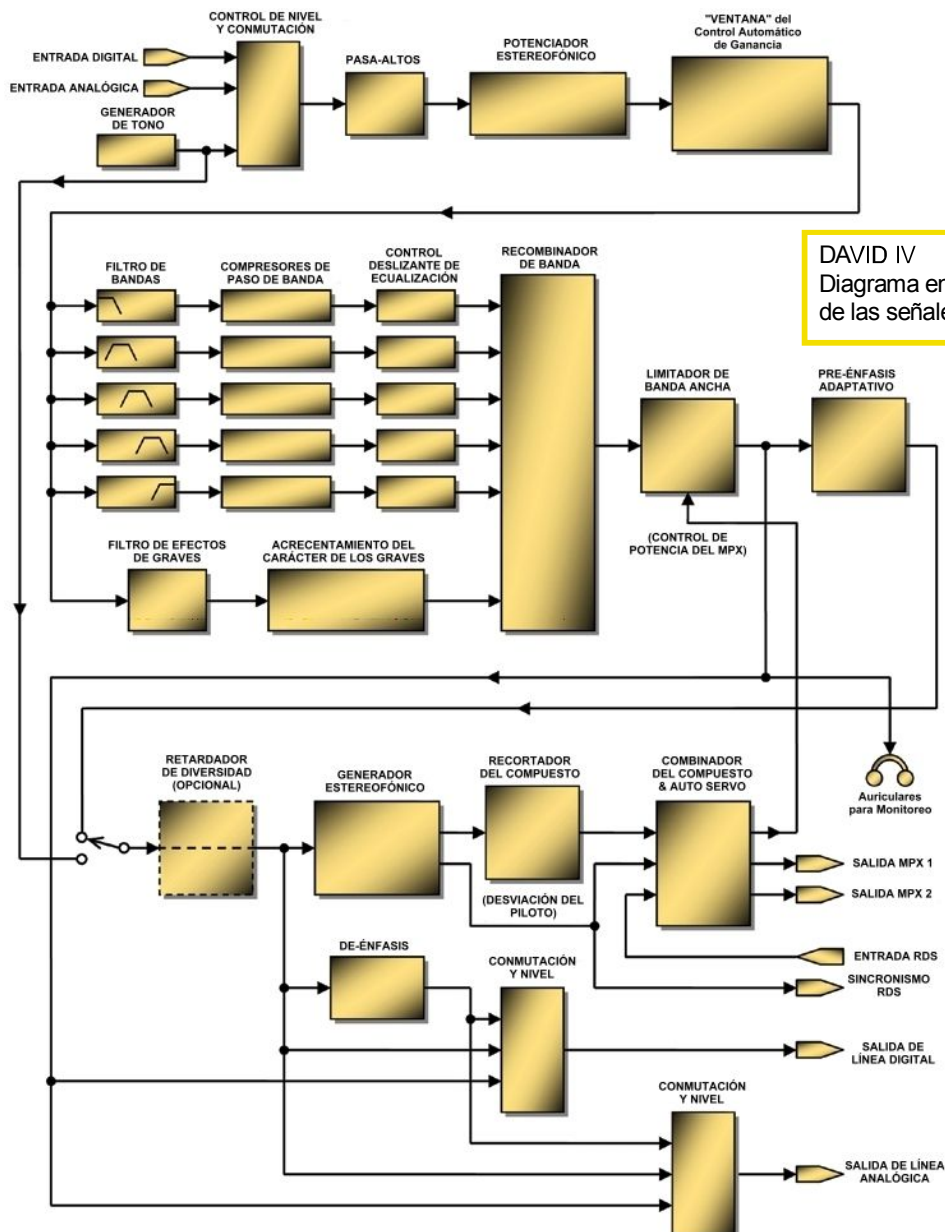 CONTROL DE NIVEL
Y CONMUTACIÓN
ENTRADA DIGITAL
ENTRADA ANALÓGICA
GENERADOR
DE TONO
PASA-ALTOS
POTENCIADOR
ESTEREOFÓNICO
"VENTANA" del
Control Automático
de Ganancia
DAVID IV
Diagrama en
de las señale
FILTRO DE
BANDAS
COMPRESORES DE
PASO DE BANDA
CONTROL
DESLIZANTE DE
ECUALIZACIÓN
RECOMBINADOR
DE BANDA
LIMITADOR DE
BANDA ANCHA
PRE-ÉNFASIS
ADAPTATIVO
(CONTROL DE
POTENCIA DEL MPX)
FILTRO DE EFECTOS
DE GRAVES
ACRECENTAMIENTO DEL
CARÁCTER DE LOS GRAVES
RETARDADOR
DE DIVERSIDAD
(OPCIONAL)
GENERADOR
ESTEREOFÓNICO
RECORTADOR
DEL COMPUESTO
COMBINADOR
DEL COMPUESTO
& AUTO SERVO
Auriculares
para Monitoreo
SALIDA MPX 1
SALIDA MPX 2
(DESVIACIÓN DEL
PILOTO)
ENTRADA RDS
SINCRONISMO
RDS
DE-ÉNFASIS
CONMUTACIÓN
Y NIVEL
SALIDA DE
LÍNEA DIGITAL
CONMUTACIÓN
Y NIVEL
SALIDA DE LÍNEA
ANALÓGICA